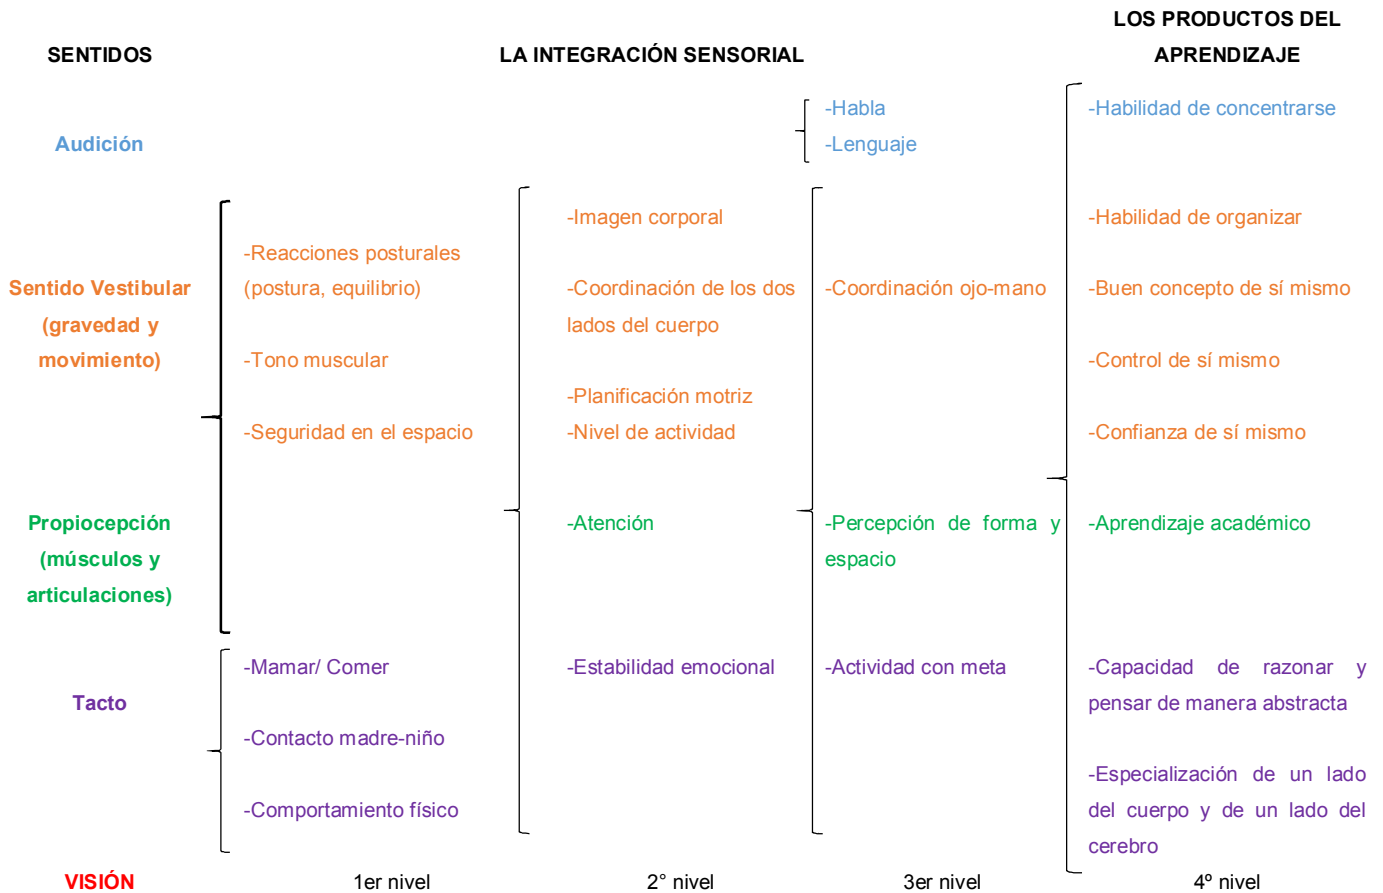 SENTIDOS
LA INTEGRACIÓN SENSORIAL
LOS PRODUCTOS DEL
APRENDIZAJE
Audición
-Habla
-Lenguaje
-Habilidad de concentrarse
Sentido Vestibular
(gravedad y
movimiento)
-Reacciones posturales
(postura, equilibrio)
-Tono muscular
-Seguridad en el espacio
-Imagen corporal
-Coordinación de los dos
lados del cuerpo
-Planificación motriz
-Nivel de actividad
-Coordinación ojo-mano
-Habilidad de organizar
-Buen concepto de sí mismo
-Control de sí mismo
-Confianza de sí mismo
Propiocepción
(músculos y
articulaciones)
-Atención
-Percepción de forma y
espacio
-Aprendizaje académico
Tacto
-Mamar/ Comer
-Contacto madre-niño
-Comportamiento físico
-Estabilidad emocional
-Actividad con meta
-Capacidad de razonar y
pensar de manera abstracta
-Especialización de un lado
del cuerpo y de un lado del
cerebro
VISIÓN
1er nivel
2° nivel
3er nivel
4º nivel